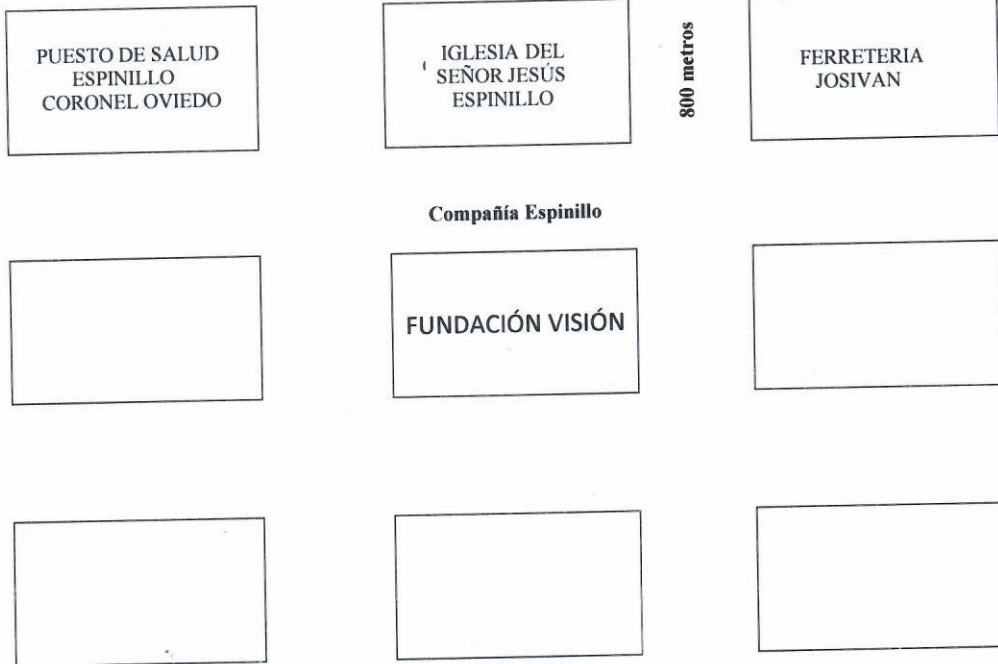 PUESTO DE SALUD
ESPINILLO
CORONEL OVIEDO
IGLESIA DEL
SEÑOR JESÚS
ESPINILLO
800 metros
FERRETERIA
JOSIVAN
Compañía Espinillo
FUNDACIÓN VISIÓN